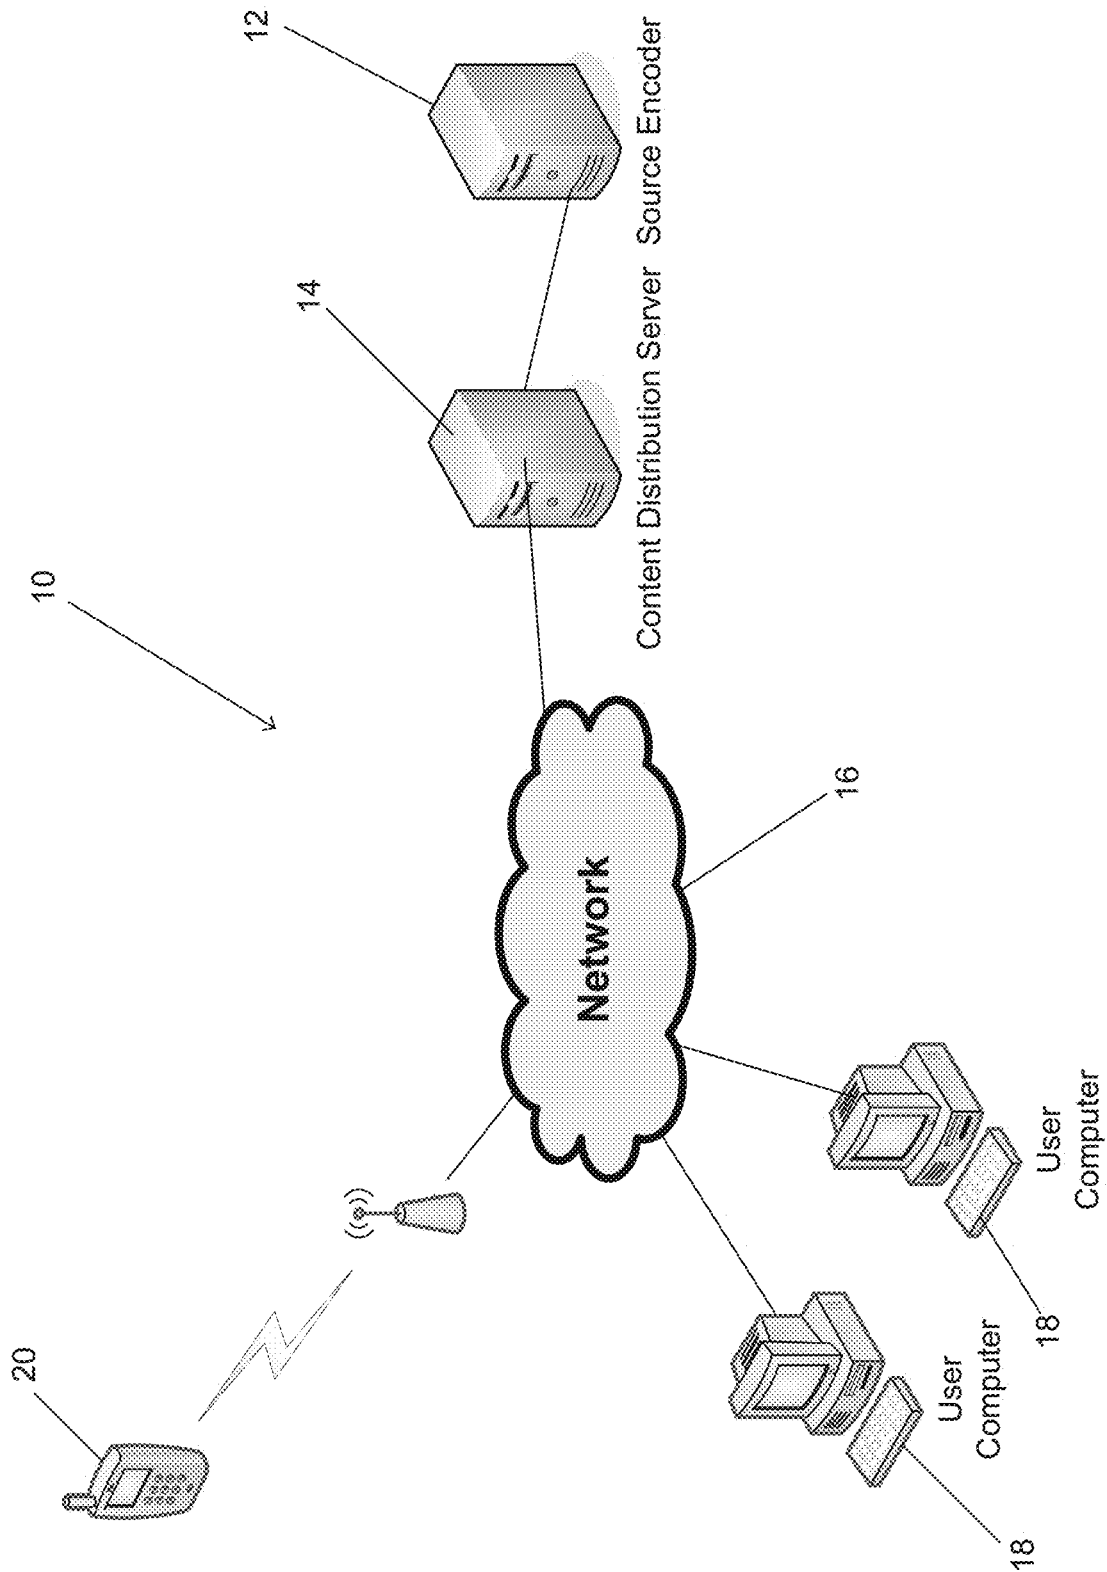 20
10
14
12
Network
Content Distribution Server
Source Encoder
16
User
Computer
18
User
Computer
18